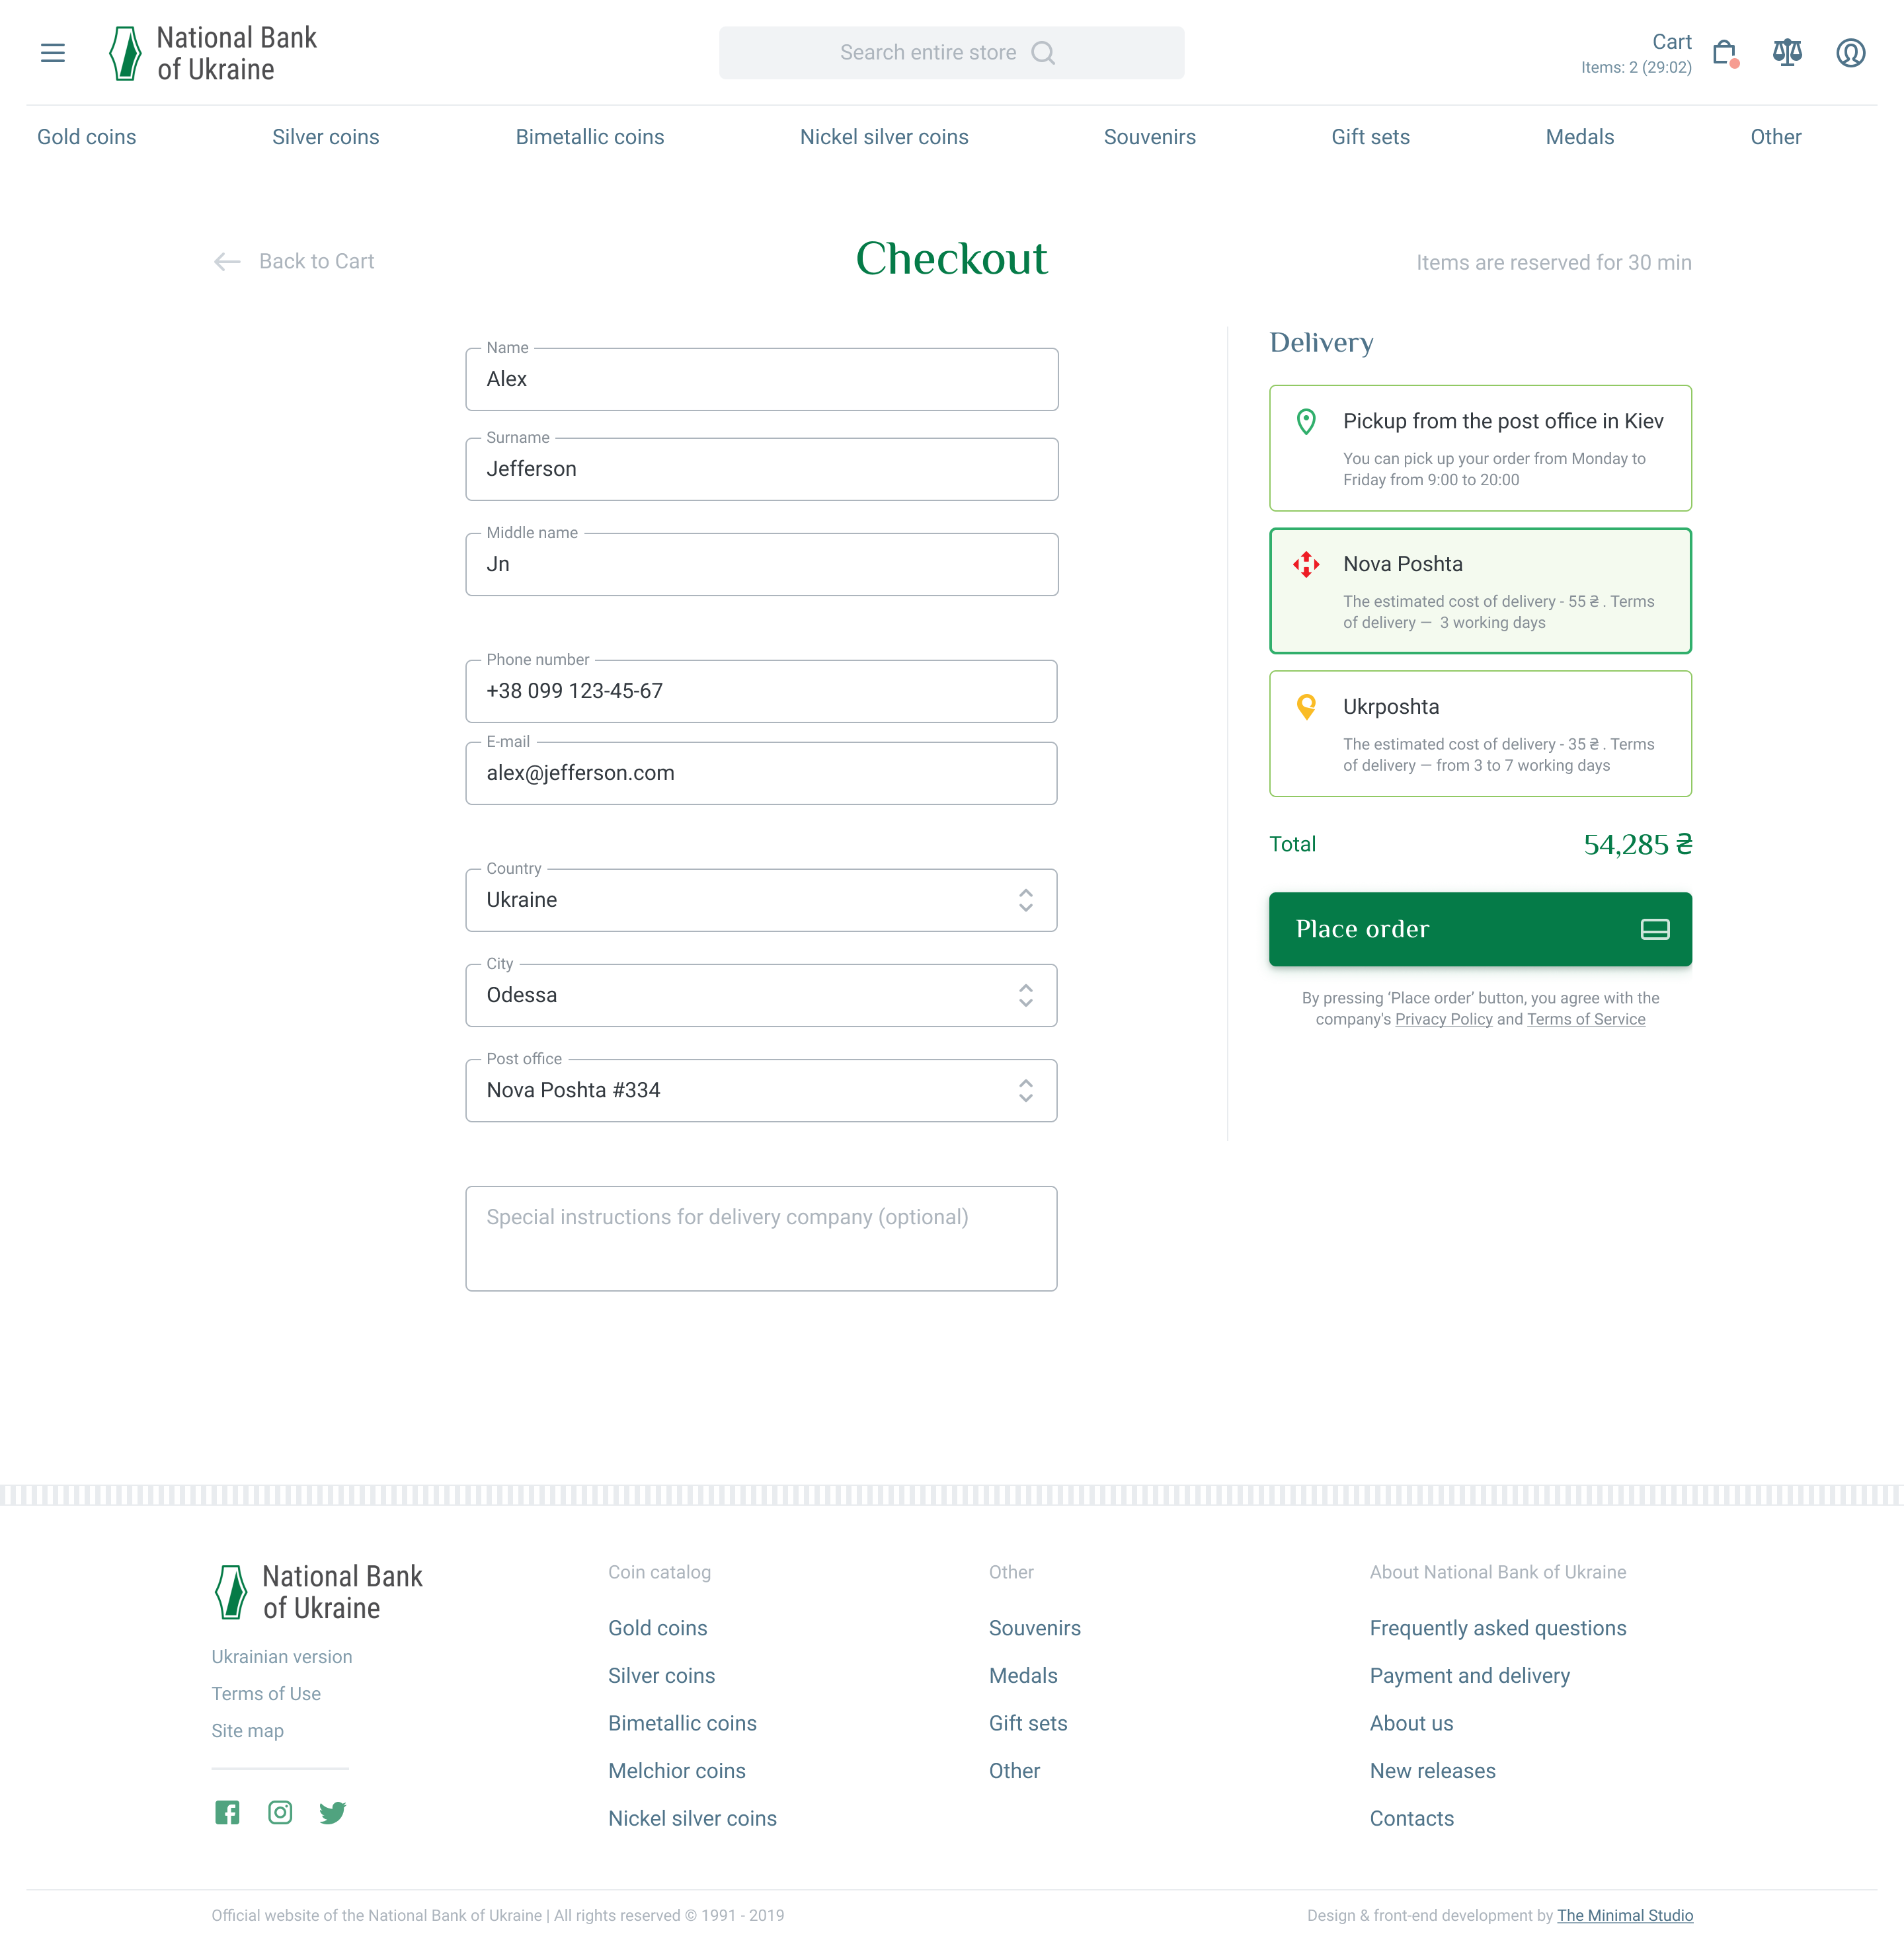 National Bank
of Ukraine
Search entire store
Cart
Items: 2 (29:02)
Gold coins
Silver coins
Bimetallic coins
Nickel silver coins
Souvenirs
Gift sets
Medals
Other
Back to Cart
Checkout
Items are reserved for 30 min
Name
Alex
Surname
Jefferson
Middle name
Jn
Phone number
+38 099 123-45-67
E-mail
alex@jefferson.com
Country
Ukraine
City
Odessa
Post office
Nova Poshta #334
Special instructions for delivery company (optional)
Delivery
Pickup from the post office in Kiev
You can pick up your order from Monday to
Friday from 9:00 to 20:00
Nova Poshta
The estimated cost of delivery - 55 ₴ . Terms
of delivery — 3 working days
Ukrposhta
The estimated cost of delivery - 35 ₴ . Terms
of delivery — from 3 to 7 working days
Total
54,285 ₴
Place order
By pressing ‘Place order’ button, you agree with the
company's Privacy Policy and Terms of Service
National Bank
of Ukraine
Ukrainian version
Terms of Use
Site map
Coin catalog
Gold coins
Silver coins
Bimetallic coins
Melchior coins
Nickel silver coins
Other
Souvenirs
Medals
Gift sets
Other
About National Bank of Ukraine
Frequently asked questions
Payment and delivery
About us
New releases
Contacts
Official website of the National Bank of Ukraine | All rights reserved © 1991 - 2019
Design & front-end development by The Minimal Studio